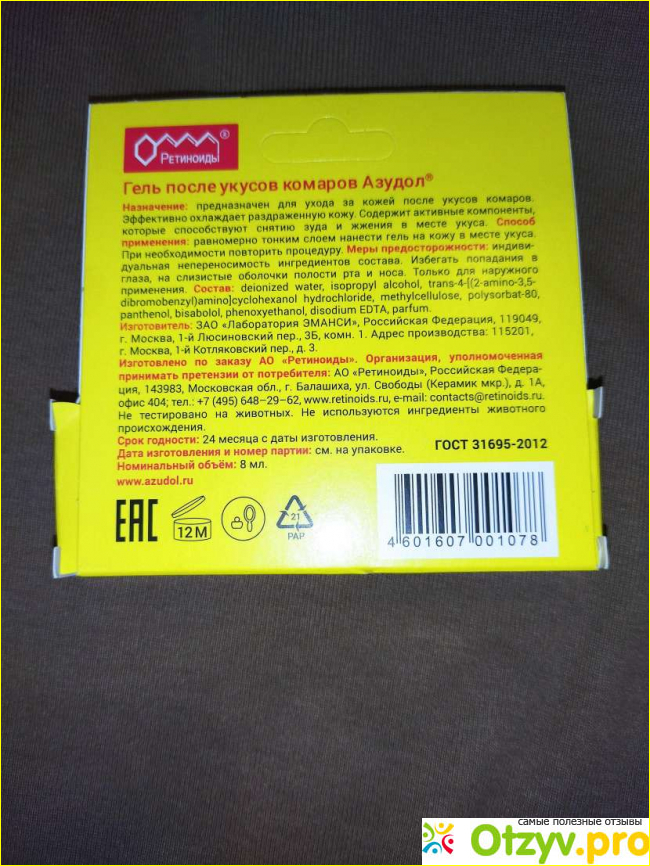 Ретиноиды®
Гель после укусов комаров Азудол®
Назначение: предназначен для ухода за кожей после укусов комаров.
Эффективно охлаждает раздраженную кожу. Содержит активные компоненты,
которые способствуют снятию зуда и жжения в месте укуса. Способ
применения: равномерно тонким слоем нанести гель на кожу в месте укуса.
При необходимости повторить процедуру. Меры предосторожности: индиви-
дуальная непереносимость ингредиентов состава. Избегать попадания в
глаза, на слизистые оболочки полости рта и носа. Только для наружного
применения. Состав: deionized water, isopropyl alcohol, trans-4-[(2-amino-3,5-
dibromobenzyl)amino]cyclohexanol hydrochloride, methylcellulose, polysorbat-80,
panthenol, bisabolol, phenoxyethanol, disodium EDTA, parfum.
Изготовитель: ЗАО «Лаборатория ЭМАНСИ», Российская Федерация, 119049,
г. Москва, 1-й Люсиновский пер., 3Б, комн. 1. Адрес производства: 115201,
г. Москва, 1-й Котляковский пер., д. 3.
Изготовлено по заказу АО «Ретиноиды». Организация, уполномоченная
принимать претензии от потребителя: АО «Ретиноиды», Российская Федера-
ция, 143983, Московская обл., г. Балашиха, ул. Свободы (Керамик мкр.), д. 1А,
офис 404; тел.: +7 (495) 648–29–62, www.retinoids.ru, e-mail: contacts@retinoids.ru.
Не тестировано на животных. Не используются ингредиенты животного
происхождения.
Срок годности: 24 месяца с даты изготовления.
ГОСТ 31695-2012
Дата изготовления и номер партии: см. на упаковке.
Номинальный объём: 8 мл.
www.azudol.ru
EAC
12M
21
PAP
4 601607 001078
самые полезные отзывы
Otzyv.pro